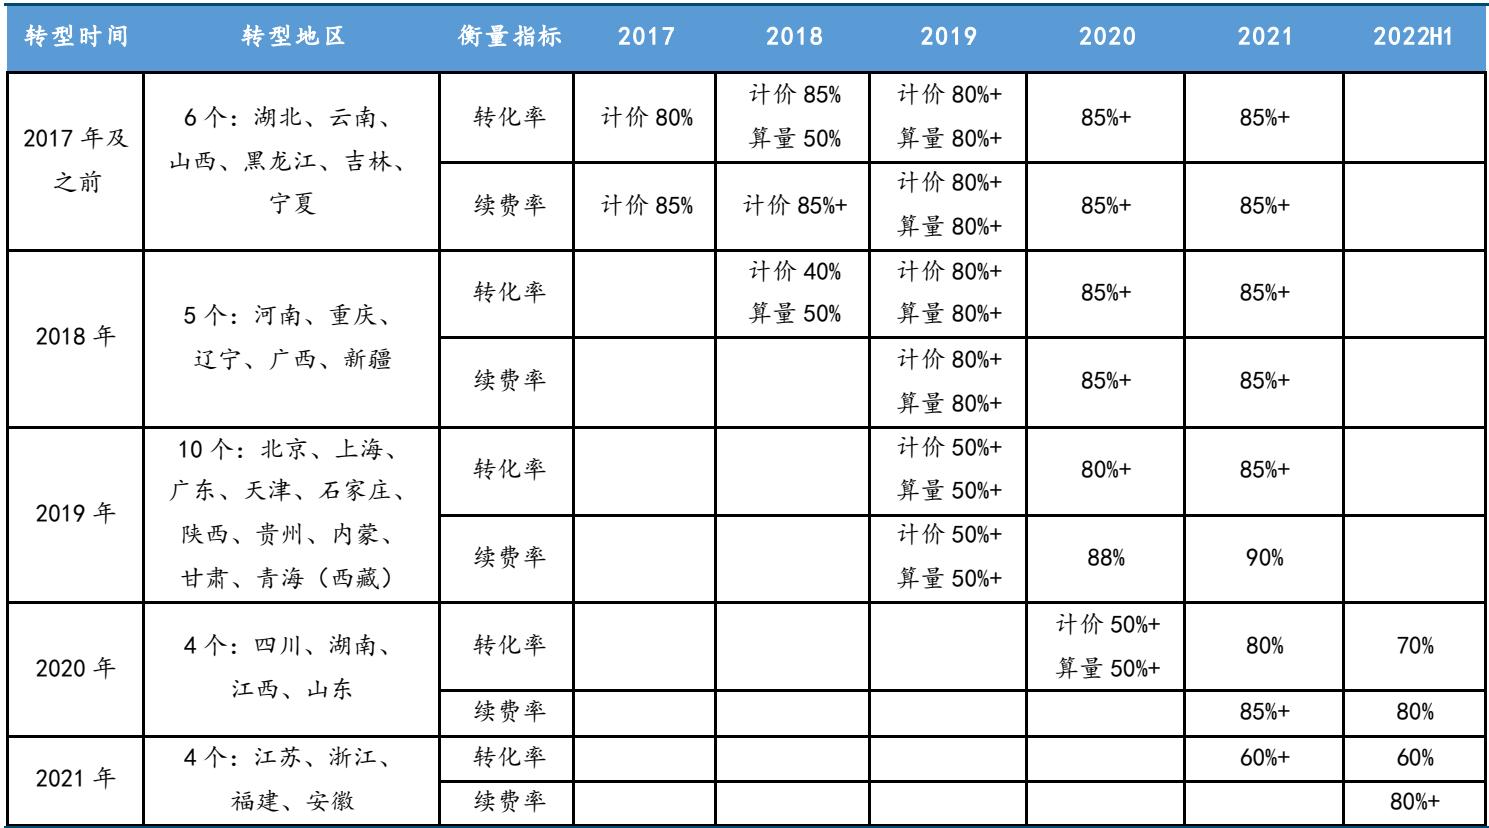 转型时间 转型地区 衡量指标 2017 2018 2019 2020 2021 2022H1
2017 年及之前 6 个：湖北、云南、山西、黑龙江、吉林、宁夏 转化率 计价 80% 计价 85% 算量 50% 计价 80%+ 算量 80%+ 85%+ 85%+
续费率 计价 85% 计价 85%+ 计价 80%+ 算量 80%+ 85%+ 85%+
2018 年 5 个：河南、重庆、辽宁、广西、新疆 转化率 计价 40% 算量 50% 计价 80%+ 算量 80%+ 85%+ 85%+
续费率 计价 80%+ 算量 80%+ 85%+ 85%+
2019 年 10 个：北京、上海、广东、天津、石家庄、陕西、贵州、内蒙、甘肃、青海（西藏） 转化率 计价 50%+ 算量 50%+ 80%+ 85%+
续费率 计价 50%+ 算量 50%+ 88% 90%
2020 年 4 个：四川、湖南、江西、山东 转化率 计价 50%+ 算量 50%+ 80% 70%
续费率 85%+ 80%
2021 年 4 个：江苏、浙江、福建、安徽 转化率 60%+ 60%
续费率 80%+